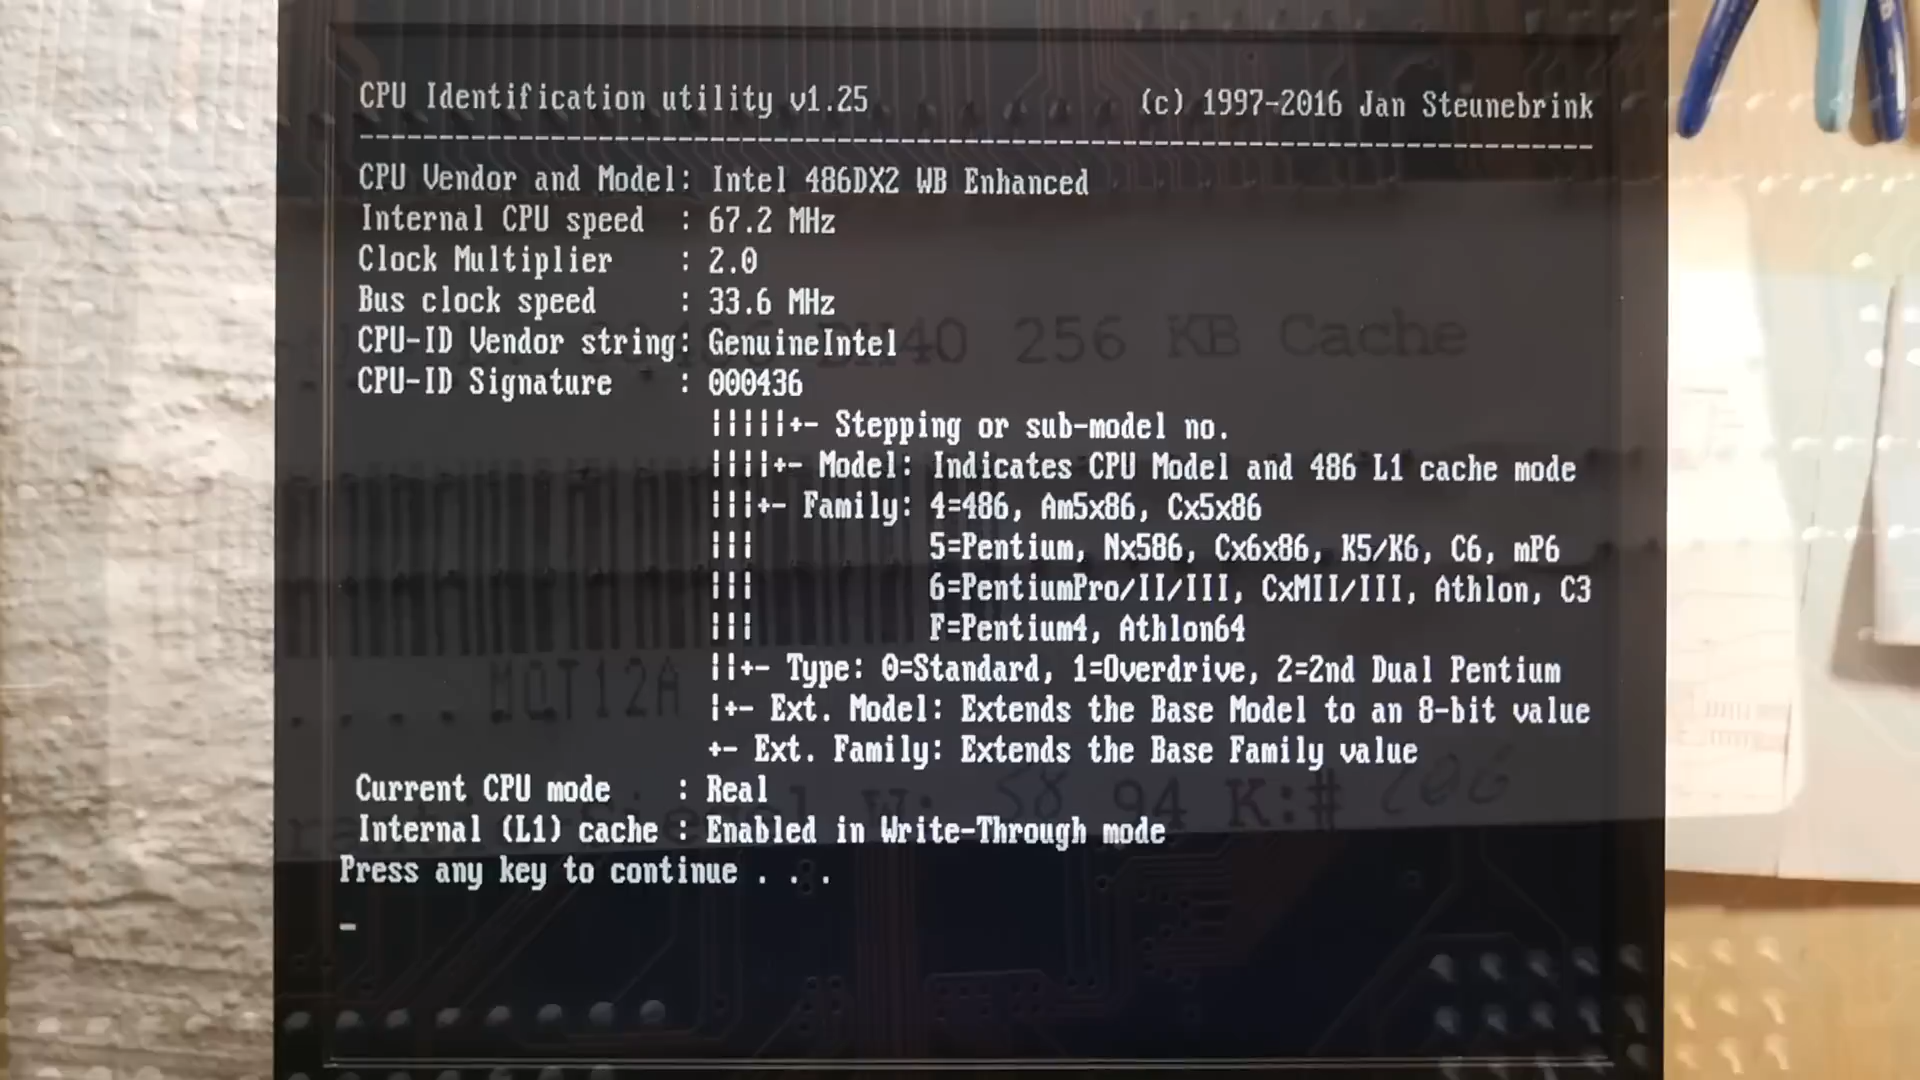 CPU Identification utility v1.25 (c) 1997-2016 Jan Steunebrink
--------------------------------------------------------------------------------
CPU Vendor and Model: Intel 486DX2 WB Enhanced
Internal CPU speed : 67.2 MHz
Clock Multiplier : 2.0
Bus clock speed : 33.6 MHz
256 KB Cache
CPU-ID Vendor string: GenuineIntel
CPU-ID Signature : 000436
|||||+- Stepping or sub-model no.
||||+- Model: Indicates CPU Model and 486 L1 cache mode
|||+- Family: 4=486, Am5x86, Cx5x86
||| 5=Pentium, Nx586, Cx6x86, K5/K6, C6, mP6
||| 6=PentiumPro/II/III, CxMII/III, Athlon, C3
||| F=Pentium4, Athlon64
||+- Type: 0=Standard, 1=Overdrive, 2=2nd Dual Pentium
MQT12A
|+- Ext. Model: Extends the Base Model to an 8-bit value
+- Ext. Family: Extends the Base Family value
Current CPU mode : Real
W: 58 94 K:#
Internal (L1) cache : Enabled in Write-Through mode
Press any key to continue . . .